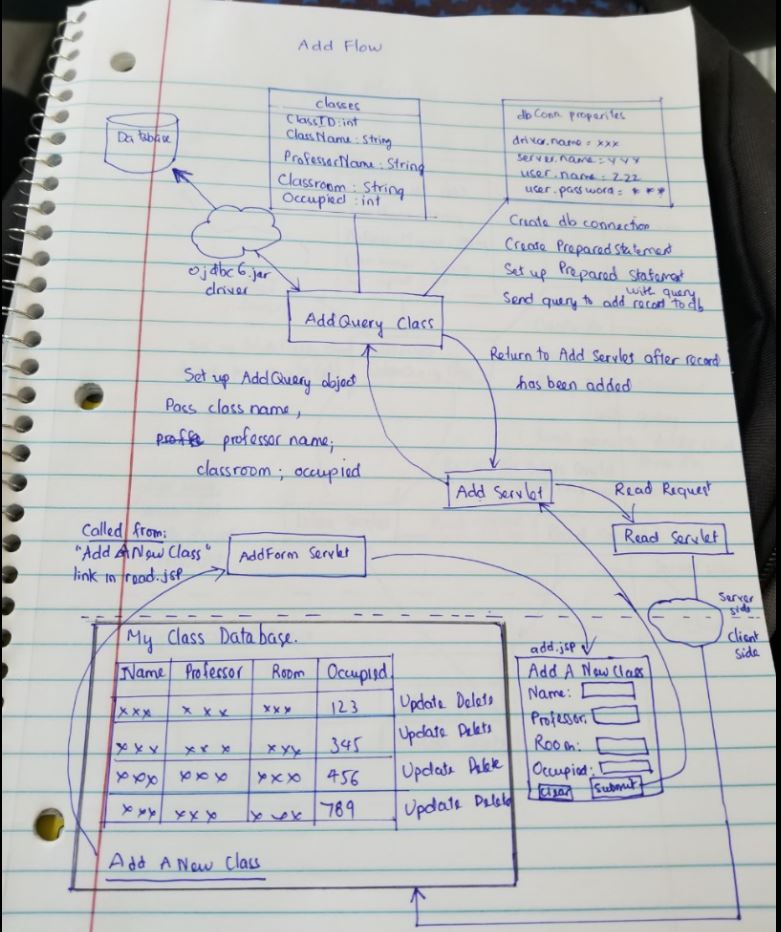 Add Flow
Database
classes
ClassID: int
ClassName: String
ProfessorName: String
Classroom: String
Occupied: int
dbConn properites
driver.name = xxx
server.name = yyy
user.name = zzz
user.password = ***
ojdbc6.jar
driver
Create db connection
Create PreparedStatement
Set up Prepared Statement
with query
Send query to add record to db
AddQuery Class
Return to Add Servlet after record
has been added
Set up AddQuery object
Pass class name,
professor name;
classroom; occupied
Add Servlet
Read Request
Read Servlet
Called from:
"Add A New Class"
link in read.jsp
AddForm Servlet
Server
side
Client
side
My Class Database.
Name Professor Room Occupied
xxx xxx xxx 123 Update Delete
xxx xxx xxx 345 Update Delete
xxx xxx xxx 456 Update Delete
xxx xxx xxx 789 Update Delete
Add A New Class
add.jsp
Add A New Class
Name:
Professor:
Room:
Occupied:
Clear Submit